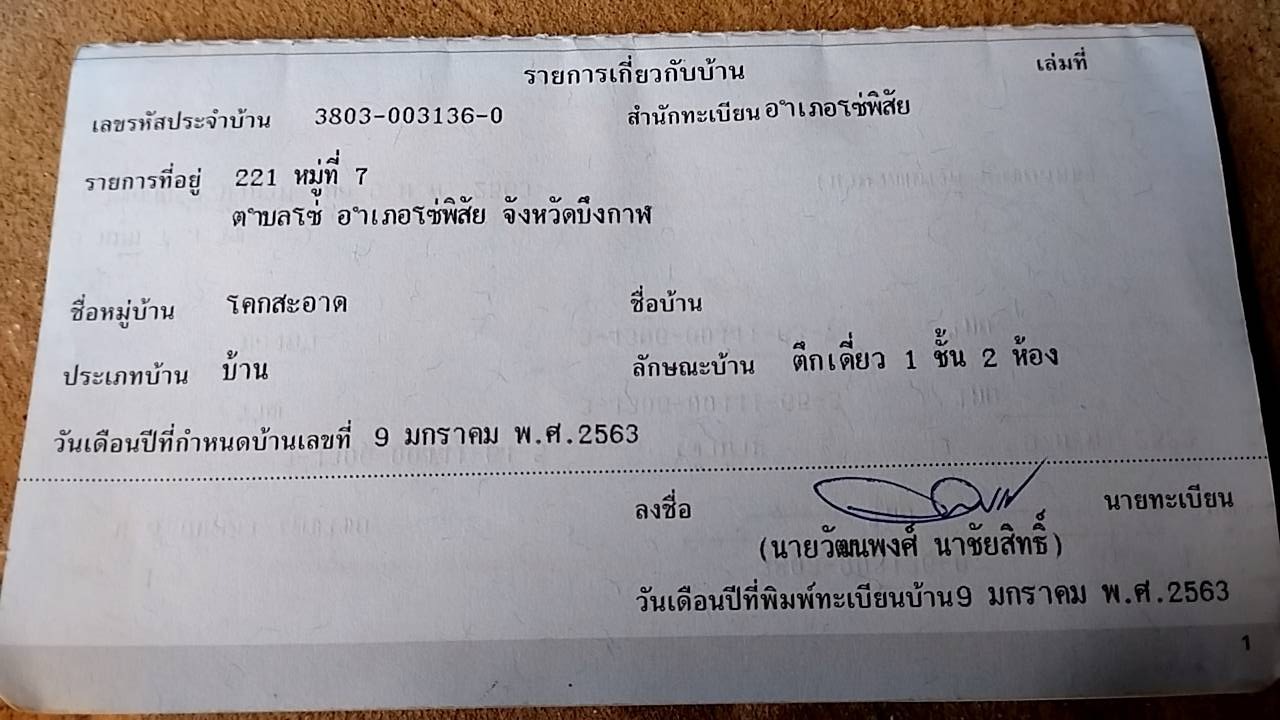 รายการเกี่ยวกับบ้าน เล่มที่
เลขรหัสประจำบ้าน 3803-003136-0 สำนักทะเบียน อำเภอโซ่พิสัย
รายการที่อยู่ 221 หมู่ที่ 7
ตำบลโซ่ อำเภอโซ่พิสัย จังหวัดบึงกาฬ
ชื่อหมู่บ้าน โคกสะอาด ชื่อบ้าน
ประเภทบ้าน บ้าน ลักษณะบ้าน ตึกเดี่ยว 1 ชั้น 2 ห้อง
วันเดือนปีที่กำหนดบ้านเลขที่ 9 มกราคม พ.ศ.2563
ลงชื่อ นายทะเบียน
(นายวัฒนพงศ์ นาชัยสิทธิ์)
วันเดือนปีที่พิมพ์ทะเบียนบ้าน 9 มกราคม พ.ศ.2563
1